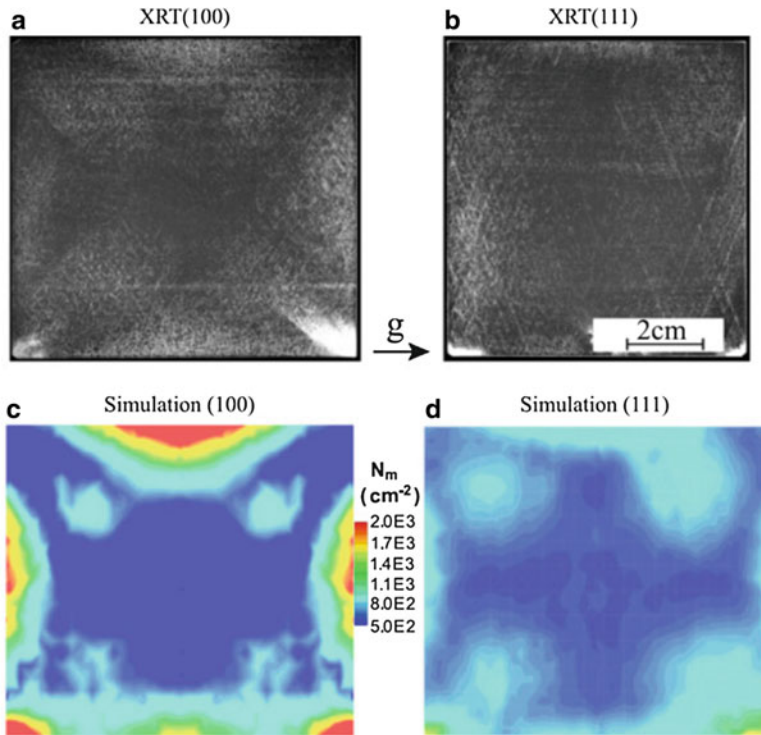 a XRT(100)
b XRT(111)
g
2cm
c Simulation (100)
d Simulation (111)
Nm
(cm-2)
2.0E3
1.7E3
1.4E3
1.1E3
8.0E2
5.0E2